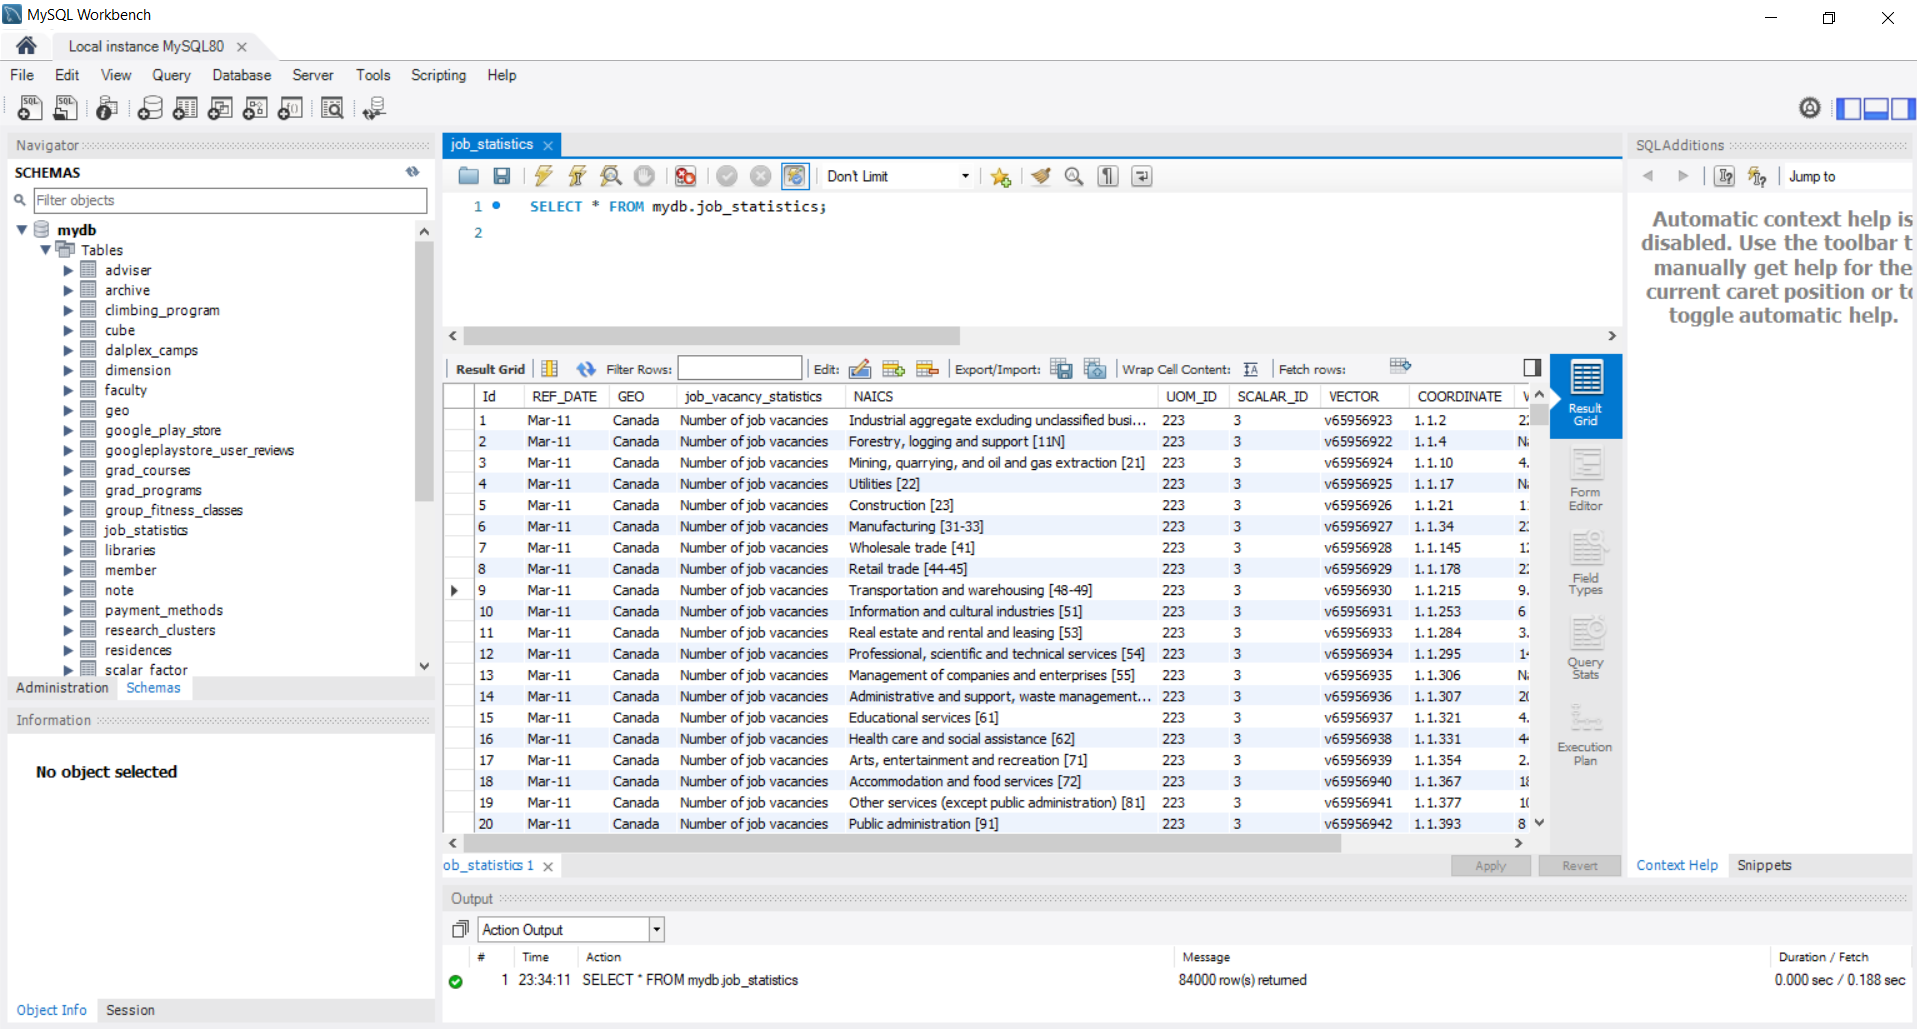 MySQL Workbench
Local instance MySQL80
File Edit View Query Database Server Tools Scripting Help
Navigator
SCHEMAS
Filter objects
mydb
Tables
adviser
archive
climbing_program
cube
dalplex_camps
dimension
faculty
geo
google_play_store
googleplaystore_user_reviews
grad_courses
grad_programs
group_fitness_classes
job_statistics
libraries
member
note
payment_methods
research_clusters
residences
scalar_factor
Administration Schemas
Information
No object selected
Object Info Session
job_statistics
Don't Limit
1 SELECT * FROM mydb.job_statistics;
2
Result Grid Filter Rows: Edit: Export/Import: Wrap Cell Content: Fetch rows:
Id REF_DATE GEO job_vacancy_statistics NAICS UOM_ID SCALAR_ID VECTOR COORDINATE
1 Mar-11 Canada Number of job vacancies Industrial aggregate excluding unclassified busi... 223 3 v65956923 1.1.2
2 Mar-11 Canada Number of job vacancies Forestry, logging and support [11N] 223 3 v65956922 1.1.4
3 Mar-11 Canada Number of job vacancies Mining, quarrying, and oil and gas extraction [21] 223 3 v65956924 1.1.10 4.
4 Mar-11 Canada Number of job vacancies Utilities [22] 223 3 v65956925 1.1.17
5 Mar-11 Canada Number of job vacancies Construction [23] 223 3 v65956926 1.1.21
6 Mar-11 Canada Number of job vacancies Manufacturing [31-33] 223 3 v65956927 1.1.34
7 Mar-11 Canada Number of job vacancies Wholesale trade [41] 223 3 v65956928 1.1.145
8 Mar-11 Canada Number of job vacancies Retail trade [44-45] 223 3 v65956929 1.1.178
9 Mar-11 Canada Number of job vacancies Transportation and warehousing [48-49] 223 3 v65956930 1.1.215 9.
10 Mar-11 Canada Number of job vacancies Information and cultural industries [51] 223 3 v65956931 1.1.253 6
11 Mar-11 Canada Number of job vacancies Real estate and rental and leasing [53] 223 3 v65956933 1.1.284 3.
12 Mar-11 Canada Number of job vacancies Professional, scientific and technical services [54] 223 3 v65956934 1.1.295
13 Mar-11 Canada Number of job vacancies Management of companies and enterprises [55] 223 3 v65956935 1.1.306
14 Mar-11 Canada Number of job vacancies Administrative and support, waste management... 223 3 v65956936 1.1.307
15 Mar-11 Canada Number of job vacancies Educational services [61] 223 3 v65956937 1.1.321 4.
16 Mar-11 Canada Number of job vacancies Health care and social assistance [62] 223 3 v65956938 1.1.331
17 Mar-11 Canada Number of job vacancies Arts, entertainment and recreation [71] 223 3 v65956939 1.1.354 2.
18 Mar-11 Canada Number of job vacancies Accommodation and food services [72] 223 3 v65956940 1.1.367
19 Mar-11 Canada Number of job vacancies Other services (except public administration) [81] 223 3 v65956941 1.1.377
20 Mar-11 Canada Number of job vacancies Public administration [91] 223 3 v65956942 1.1.393 8
Result
Grid
Form
Editor
Field
Types
Query
Stats
Execution
Plan
ob_statistics 1 Apply Revert
SQLAdditions
Jump to
Automatic context help is
disabled. Use the toolbar t
manually get help for the
current caret position or to
toggle automatic help.
Context Help Snippets
Output
Action Output
# Time Action Message Duration / Fetch
1 23:34:11 SELECT * FROM mydb.job_statistics 84000 row(s) returned 0.000 sec / 0.188 sec